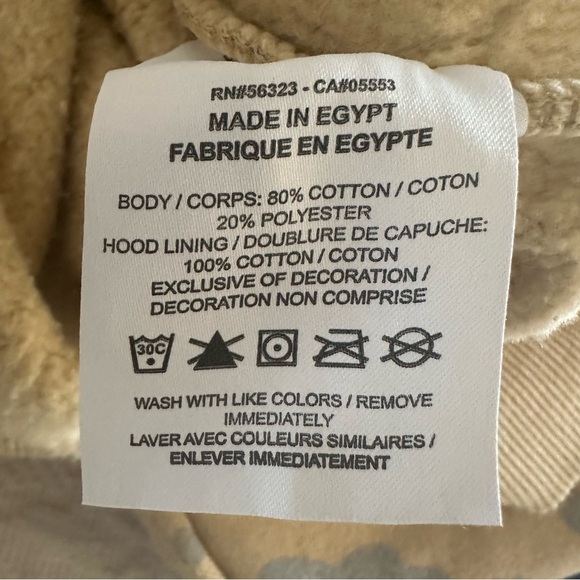 RN#56323 - CA#05553
MADE IN EGYPT
FABRIQUE EN EGYPTE
BODY / CORPS: 80% COTTON / COTON
20% POLYESTER
HOOD LINING / DOUBLURE DE CAPUCHE:
100% COTTON / COTON
EXCLUSIVE OF DECORATION /
DECORATION NON COMPRISE
30C
WASH WITH LIKE COLORS / REMOVE
IMMEDIATELY
LAVER AVEC COULEURS SIMILAIRES /
ENLEVER IMMEDIATEMENT